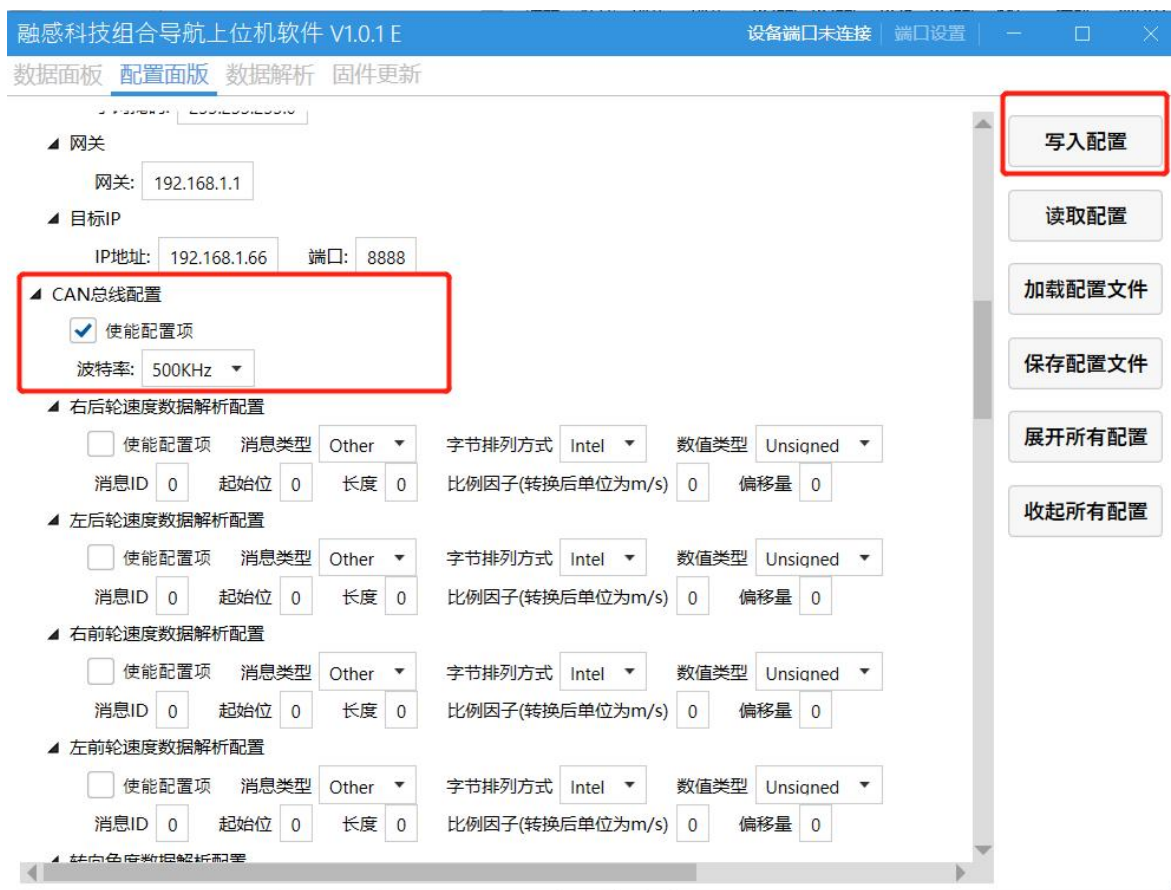 融感科技组合导航上位机软件 V1.0.1 E 设备端口未连接 端口设置
数据面板 配置面版 数据解析 固件更新
网关
网关: 192.168.1.1
目标IP
IP地址: 192.168.1.66 端口: 8888
CAN总线配置
使能配置项
波特率: 500KHz
右后轮速度数据解析配置
使能配置项 消息类型 Other 字节排列方式 Intel 数值类型 Unsigned
消息ID 0 起始位 0 长度 0 比例因子(转换后单位为m/s) 0 偏移量 0
左后轮速度数据解析配置
使能配置项 消息类型 Other 字节排列方式 Intel 数值类型 Unsigned
消息ID 0 起始位 0 长度 0 比例因子(转换后单位为m/s) 0 偏移量 0
右前轮速度数据解析配置
使能配置项 消息类型 Other 字节排列方式 Intel 数值类型 Unsigned
消息ID 0 起始位 0 长度 0 比例因子(转换后单位为m/s) 0 偏移量 0
左前轮速度数据解析配置
使能配置项 消息类型 Other 字节排列方式 Intel 数值类型 Unsigned
消息ID 0 起始位 0 长度 0 比例因子(转换后单位为m/s) 0 偏移量 0
转向角度数据解析配置
写入配置
读取配置
加载配置文件
保存配置文件
展开所有配置
收起所有配置